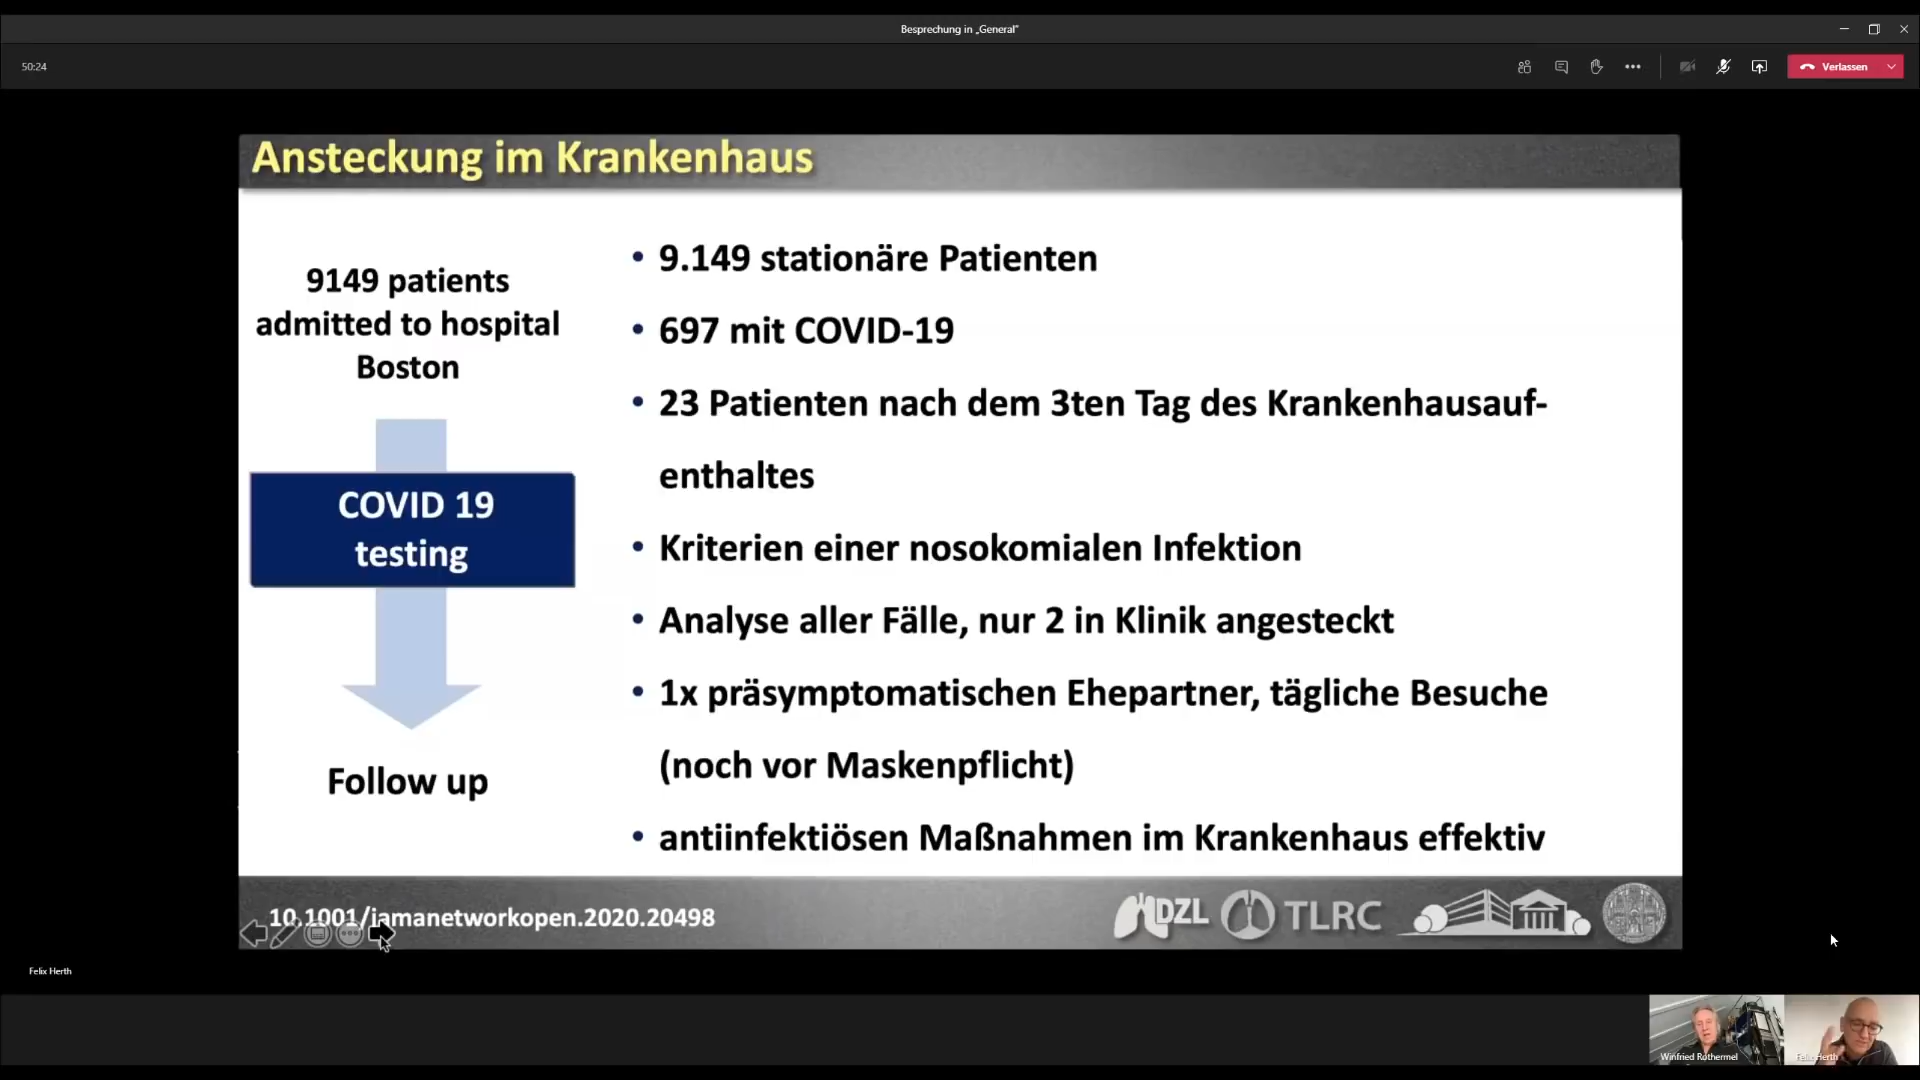 Besprechung in „General"
50:24
Verlassen
Ansteckung im Krankenhaus
9149 patients
admitted to hospital
Boston
COVID 19
testing
Follow up
• 9.149 stationäre Patienten
• 697 mit COVID-19
• 23 Patienten nach dem 3ten Tag des Krankenhausauf-
enthaltes
• Kriterien einer nosokomialen Infektion
• Analyse aller Fälle, nur 2 in Klinik angesteckt
• 1x präsymptomatischen Ehepartner, tägliche Besuche
(noch vor Maskenpflicht)
• antiinfektiösen Maßnahmen im Krankenhaus effektiv
10.1001/jamanetworkopen.2020.20498
DZL
TLRC
Felix Herth
Winfried Rothermel
Felix Herth